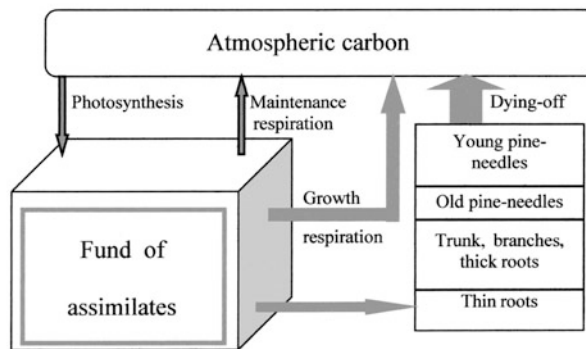 Atmospheric carbon
Photosynthesis
Maintenance
respiration
Dying-off
Young pine-
needles
Old pine-needles
Growth
respiration
Trunk, branches,
thick roots
Thin roots
Fund of
assimilates